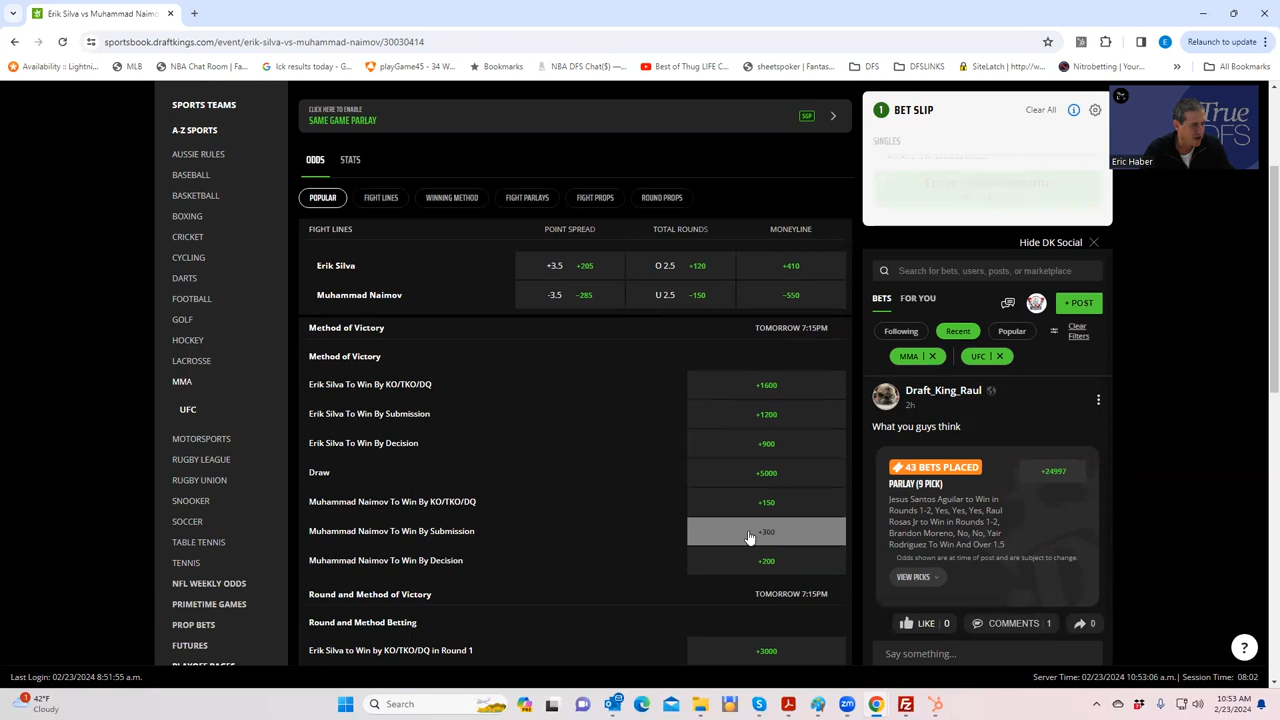 Erik Silva vs Muhammad Naimo
sportsbook.draftkings.com/event/erik-silva-vs-muhammad-naimov/30030414
E
Relaunch to update
Availability :: Lightni...
MLB
NBA Chat Room ( Fa...
Ick results today - G...
playGame45 - 34 W...
Bookmarks
NBA DFS Chat($) —...
Best of Thug LIFE C...
sheetspoker | Fantas...
DFS
DFSLINKS
SiteLatch | http://w...
Nitrobetting | Your...
All Bookmarks
SPORTS TEAMS
A-Z SPORTS
AUSSIE RULES
BASEBALL
BASKETBALL
BOXING
CRICKET
CYCLING
DARTS
FOOTBALL
GOLF
HOCKEY
LACROSSE
MMA
UFC
MOTORSPORTS
RUGBY LEAGUE
RUGBY UNION
SNOOKER
SOCCER
TABLE TENNIS
TENNIS
NFL WEEKLY ODDS
PRIMETIME GAMES
PROP BETS
FUTURES
PLAYOFF RACES
CLICK HERE TO ENABLE
SAME GAME PARLAY
SGP
ODDS
STATS
POPULAR
FIGHT LINES
WINNING METHOD
FIGHT PARLAYS
FIGHT PROPS
ROUND PROPS
FIGHT LINES
POINT SPREAD
TOTAL ROUNDS
MONEYLINE
Erik Silva
+3.5 +205
O 2.5 +120
+410
Muhammad Naimov
-3.5 −285
U 2.5 −150
−550
Method of Victory
TOMORROW 7:15PM
Method of Victory
Erik Silva To Win By KO/TKO/DQ
+1600
Erik Silva To Win By Submission
+1200
Erik Silva To Win By Decision
+900
Draw
+5000
Muhammad Naimov To Win By KO/TKO/DQ
+150
Muhammad Naimov To Win By Submission
+300
Muhammad Naimov To Win By Decision
+200
Round and Method of Victory
TOMORROW 7:15PM
Round and Method Betting
Erik Silva to Win by KO/TKO/DQ in Round 1
+3000
1 BET SLIP
Clear All
SINGLES
True
DFS
Eric Haber
Hide DK Social
Search for bets, users, posts, or marketplace
BETS
FOR YOU
+ POST
Following
Recent
Popular
Clear
Filters
MMA
UFC
Draft_King_Raul
2h
What you guys think
43 BETS PLACED
+24997
PARLAY (9 PICK)
Jesus Santos Aguilar to Win in
Rounds 1-2, Yes, Yes, Yes, Raul
Rosas Jr to Win in Rounds 1-2,
Brandon Moreno, No, No, Yair
Rodriguez To Win And Over 1.5
Odds shown are at time of post and are subject to change.
VIEW PICKS
LIKE | 0
COMMENTS | 1
0
Say something...
?
Last Login: 02/23/2024 8:51:55 a.m.
Server Time: 02/23/2024 10:53:06 a.m.| Session Time: 08:02
1
42°F
Cloudy
Search
10:53 AM
2/23/2024